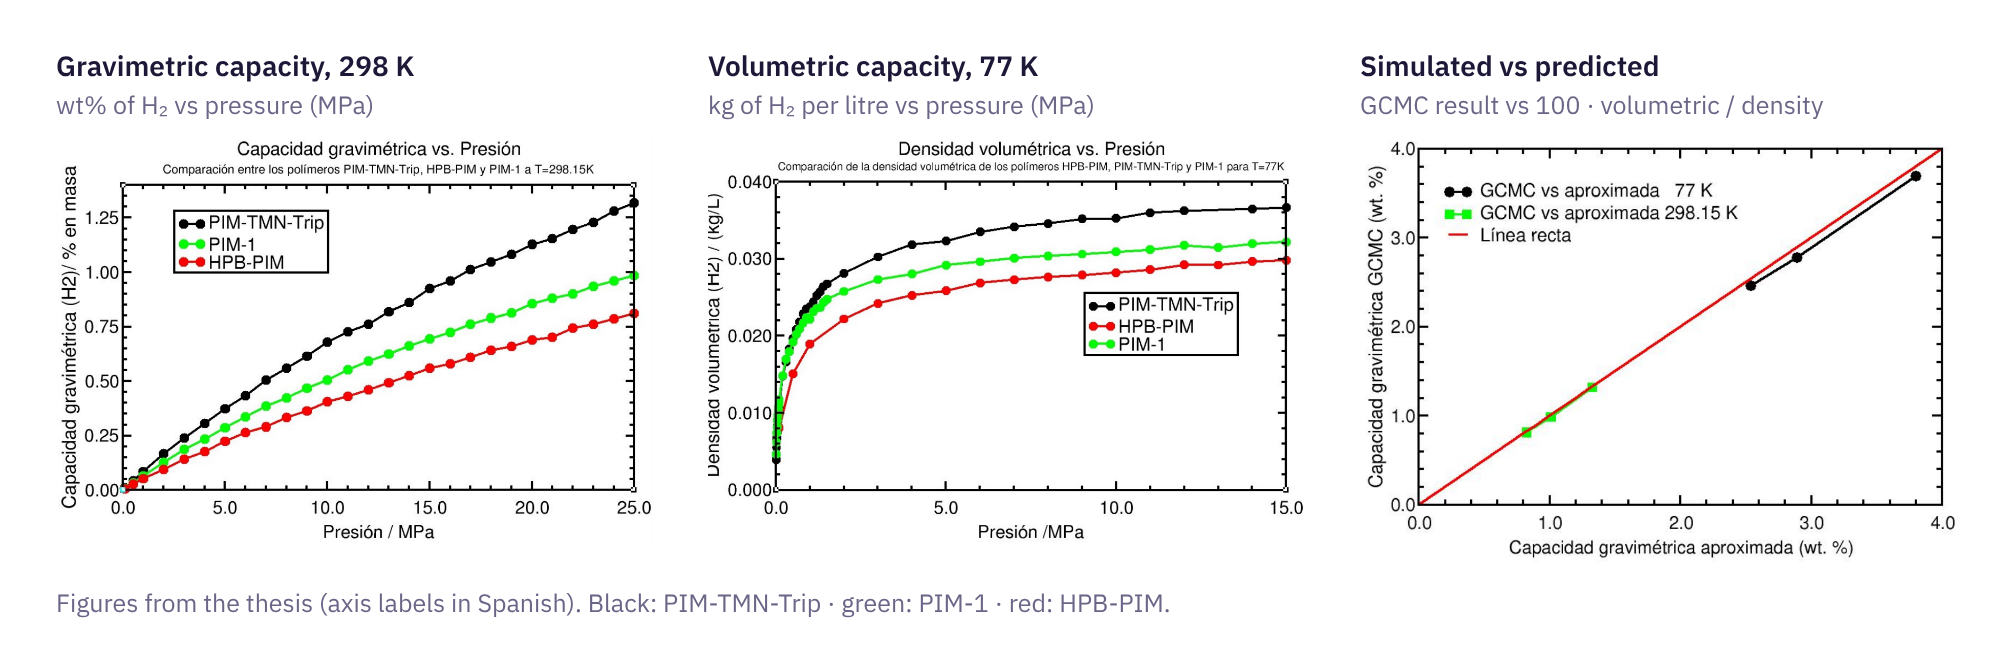 Gravimetric capacity, 298 K
wt% of H₂ vs pressure (MPa)
Capacidad gravimétrica vs. Presión
Comparación entre los polímeros PIM-TMN-Trip, HPB-PIM y PIM-1 a T=298.15K
Capacidad gravimétrica (H2)/ % en masa
1.25
1.00
0.75
0.50
0.25
0.00
PIM-TMN-Trip
PIM-1
HPB-PIM
0.0 5.0 10.0 15.0 20.0 25.0
Presión / MPa
Volumetric capacity, 77 K
kg of H₂ per litre vs pressure (MPa)
Densidad volumétrica vs. Presión
Comparación de la densidad volumétrica de los polímeros HPB-PIM, PIM-TMN-Trip y PIM-1 para T=77K
Densidad volumetrica (H2) / (kg/L)
0.040
0.030
0.020
0.010
0.000
PIM-TMN-Trip
HPB-PIM
PIM-1
0.0 5.0 10.0 15.0
Presión /MPa
Simulated vs predicted
GCMC result vs 100 · volumetric / density
Capacidad gravimétrica GCMC (wt. %)
4.0
3.0
2.0
1.0
0.0
GCMC vs aproximada 77 K
GCMC vs aproximada 298.15 K
Línea recta
0.0 1.0 2.0 3.0 4.0
Capacidad gravimétrica aproximada (wt. %)
Figures from the thesis (axis labels in Spanish). Black: PIM-TMN-Trip · green: PIM-1 · red: HPB-PIM.